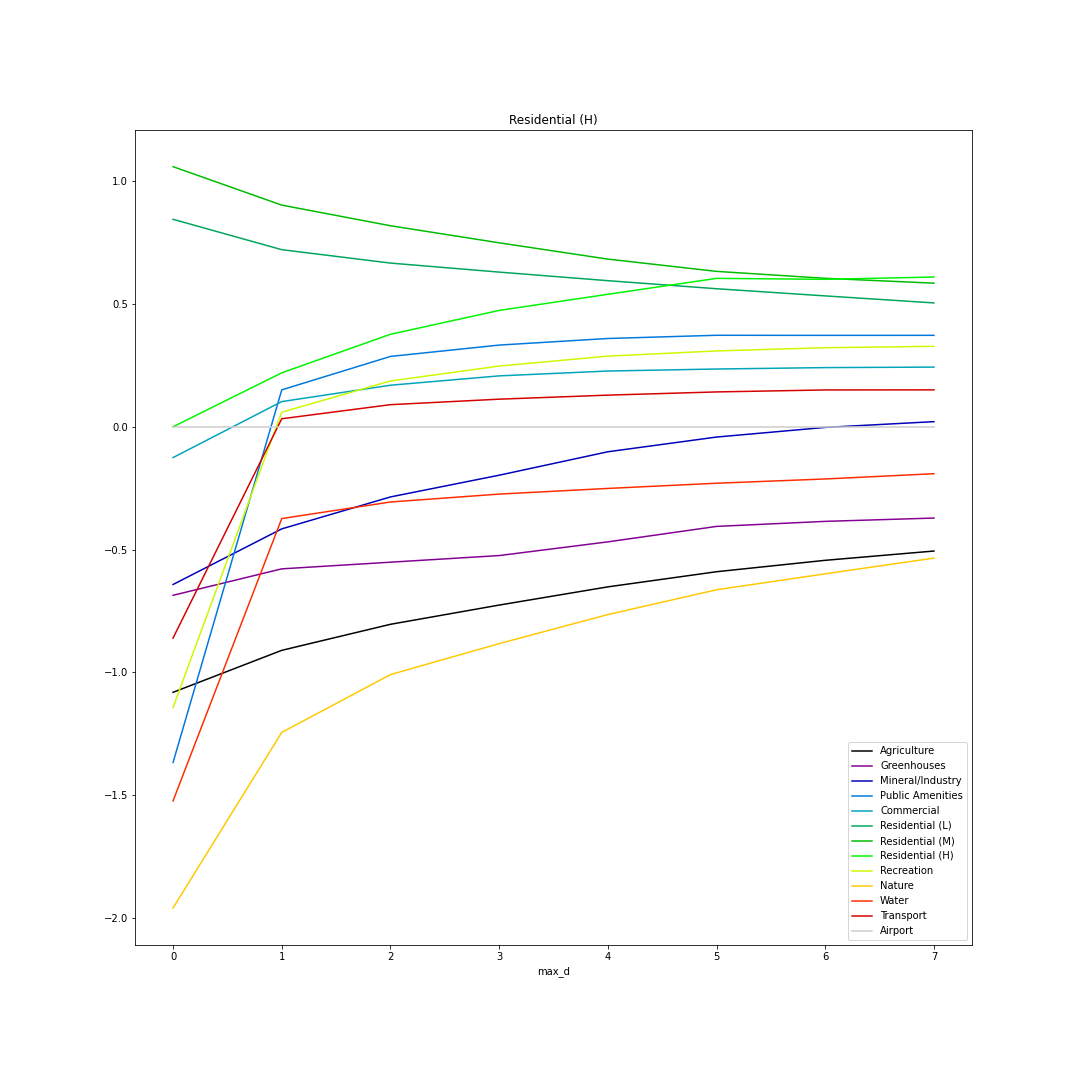 Residential (H)
1.0
0.5
0.0
−0.5
−1.0
−1.5
−2.0
0 1 2 3 4 5 6 7
max_d
Agriculture
Greenhouses
Mineral/Industry
Public Amenities
Commercial
Residential (L)
Residential (M)
Residential (H)
Recreation
Nature
Water
Transport
Airport